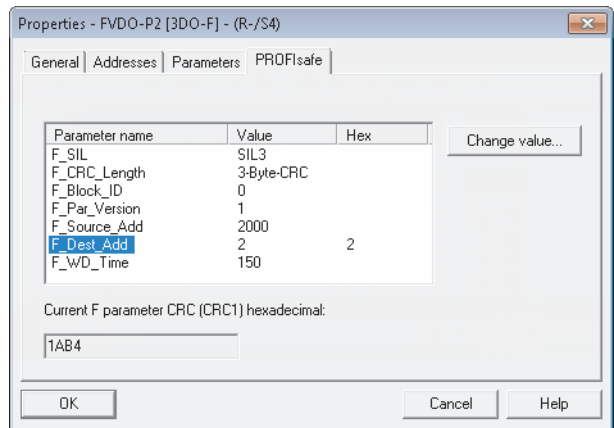 Properties - FVDO-P2 [3DO-F] - (R-/S4)
General Addresses Parameters PROFIsafe
Parameter name Value Hex
F_SIL SIL3
F_CRC_Length 3-Byte-CRC
F_Block_ID 0
F_Par_Version 1
F_Source_Add 2000
F_Dest_Add 2 2
F_WD_Time 150
Change value...
Current F parameter CRC (CRC1) hexadecimal:
1AB4
OK Cancel Help